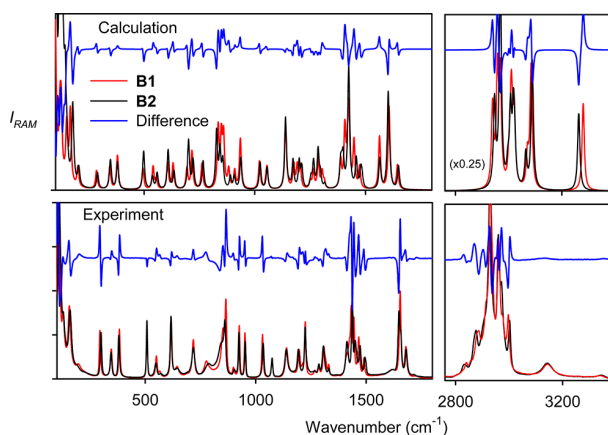 Calculation
B1
B2
Difference
I_RAM
(x0.25)
Experiment
500 1000 1500 2800 3200
Wavenumber (cm⁻¹)